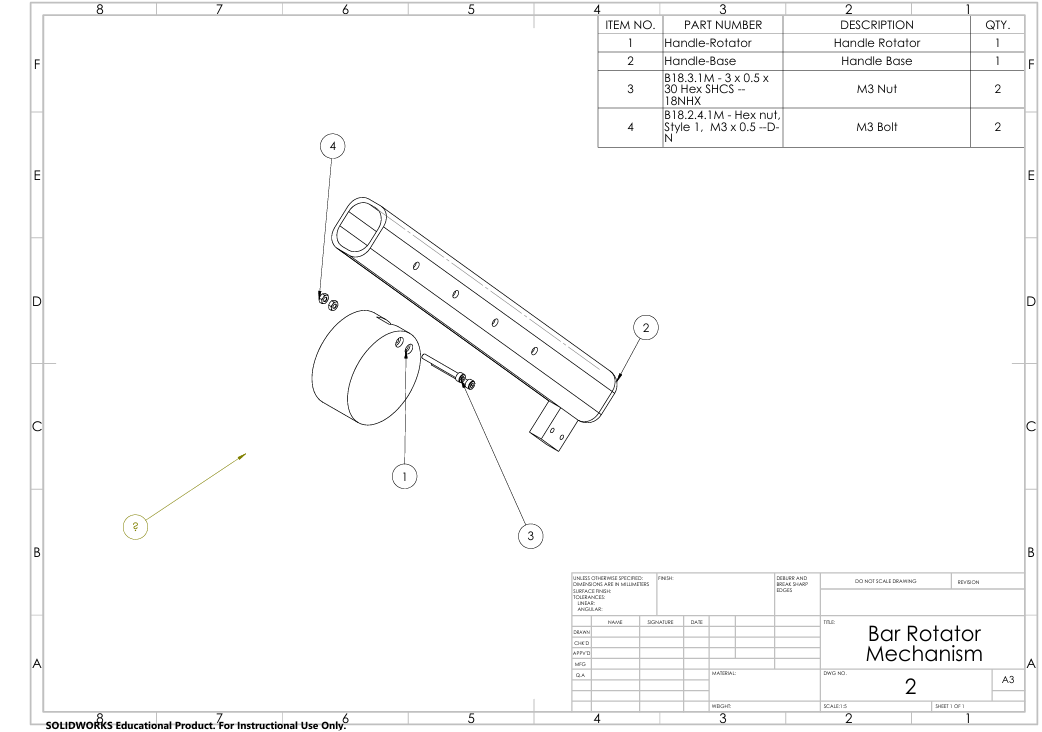 8 7 6 5 4 3 2 1
ITEM NO. PART NUMBER DESCRIPTION QTY.
1 Handle-Rotator Handle Rotator 1
2 Handle-Base Handle Base 1
3 B18.3.1M - 3 x 0.5 x M3 Nut 2
30 Hex SHCS --
18NHX
4 B18.2.4.1M - Hex nut, M3 Bolt 2
Style 1, M3 x 0.5 --D-
N
F F
4
E E
D D
2
C C
1
?
3
B B
UNLESS OTHERWISE SPECIFIED:
DIMENSIONS ARE IN MILLIMETERS
SURFACE FINISH:
TOLERANCES:
LINEAR:
ANGULAR:
FINISH:
DEBURR AND
BREAK SHARP
EDGES
DO NOT SCALE DRAWING
REVISION
NAME SIGNATURE DATE
DRAWN
CHK'D
APPV'D
MFG
Q.A
MATERIAL:
WEIGHT:
TITLE:
Bar Rotator
Mechanism
A A
DWG NO.
2
A3
SCALE:1:5
SHEET 1 OF 1
8 7 6 5 4 3 2 1
SOLIDWORKS Educational Product. For Instructional Use Only.